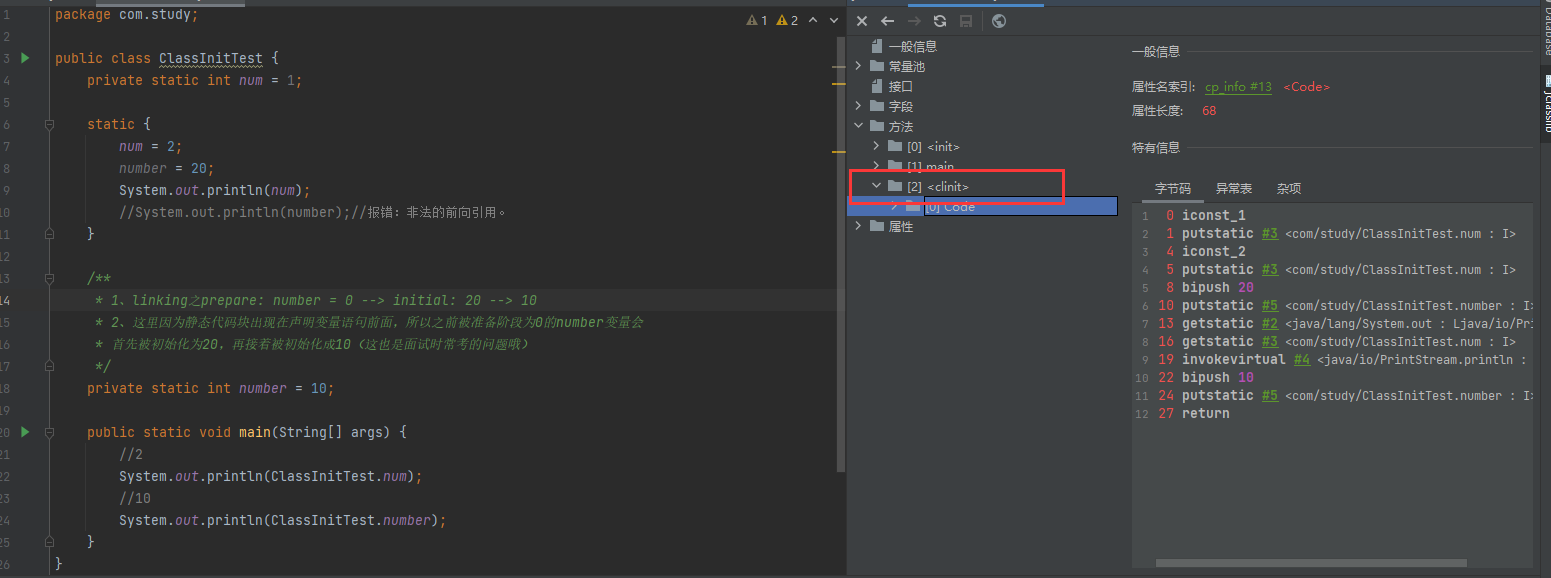 1 package com.study;
2
3 public class ClassInitTest {
4 private static int num = 1;
5
6 static {
7 num = 2;
8 number = 20;
9 System.out.println(num);
10 //System.out.println(number);//报错：非法的前向引用。
11 }
12
13 /**
14 * 1、linking之prepare: number = 0 --> initial: 20 --> 10
15 * 2、这里因为静态代码块出现在声明变量语句前面，所以之前被准备阶段为0的number变量会
16 * 首先被初始化为20，再接着被初始化成10（这也是面试时常考的问题哦）
17 */
18 private static int number = 10;
19
20 public static void main(String[] args) {
21 //2
22 System.out.println(ClassInitTest.num);
23 //10
24 System.out.println(ClassInitTest.number);
25 }
26 }
1 2
一般信息
常量池
接口
字段
方法
[0] <init>
[1] main
[2] <clinit>
[0] Code
属性
一般信息
属性名索引: cp_info #13 <Code>
属性长度: 68
特有信息
字节码 异常表 杂项
1 0 iconst_1
2 1 putstatic #3 <com/study/ClassInitTest.num : I>
3 4 iconst_2
4 5 putstatic #3 <com/study/ClassInitTest.num : I>
5 8 bipush 20
6 10 putstatic #5 <com/study/ClassInitTest.number : I>
7 13 getstatic #2 <java/lang/System.out : Ljava/io/Pri
8 16 getstatic #3 <com/study/ClassInitTest.num : I>
9 19 invokevirtual #4 <java/io/PrintStream.println :
10 22 bipush 10
11 24 putstatic #5 <com/study/ClassInitTest.number : I>
12 27 return
Database
jclasslib